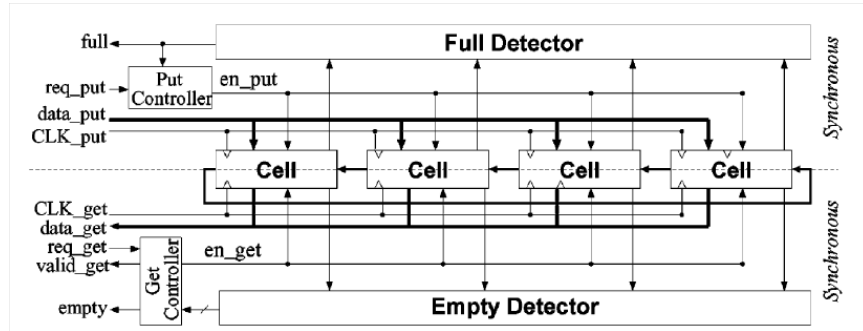 full
Full Detector
req_put
Put
Controller
en_put
data_put
CLK_put
Synchronous
Cell
Cell
Cell
Cell
CLK_get
data_get
req_get
valid_get
empty
Get
Controller
en_get
Empty Detector
Synchronous